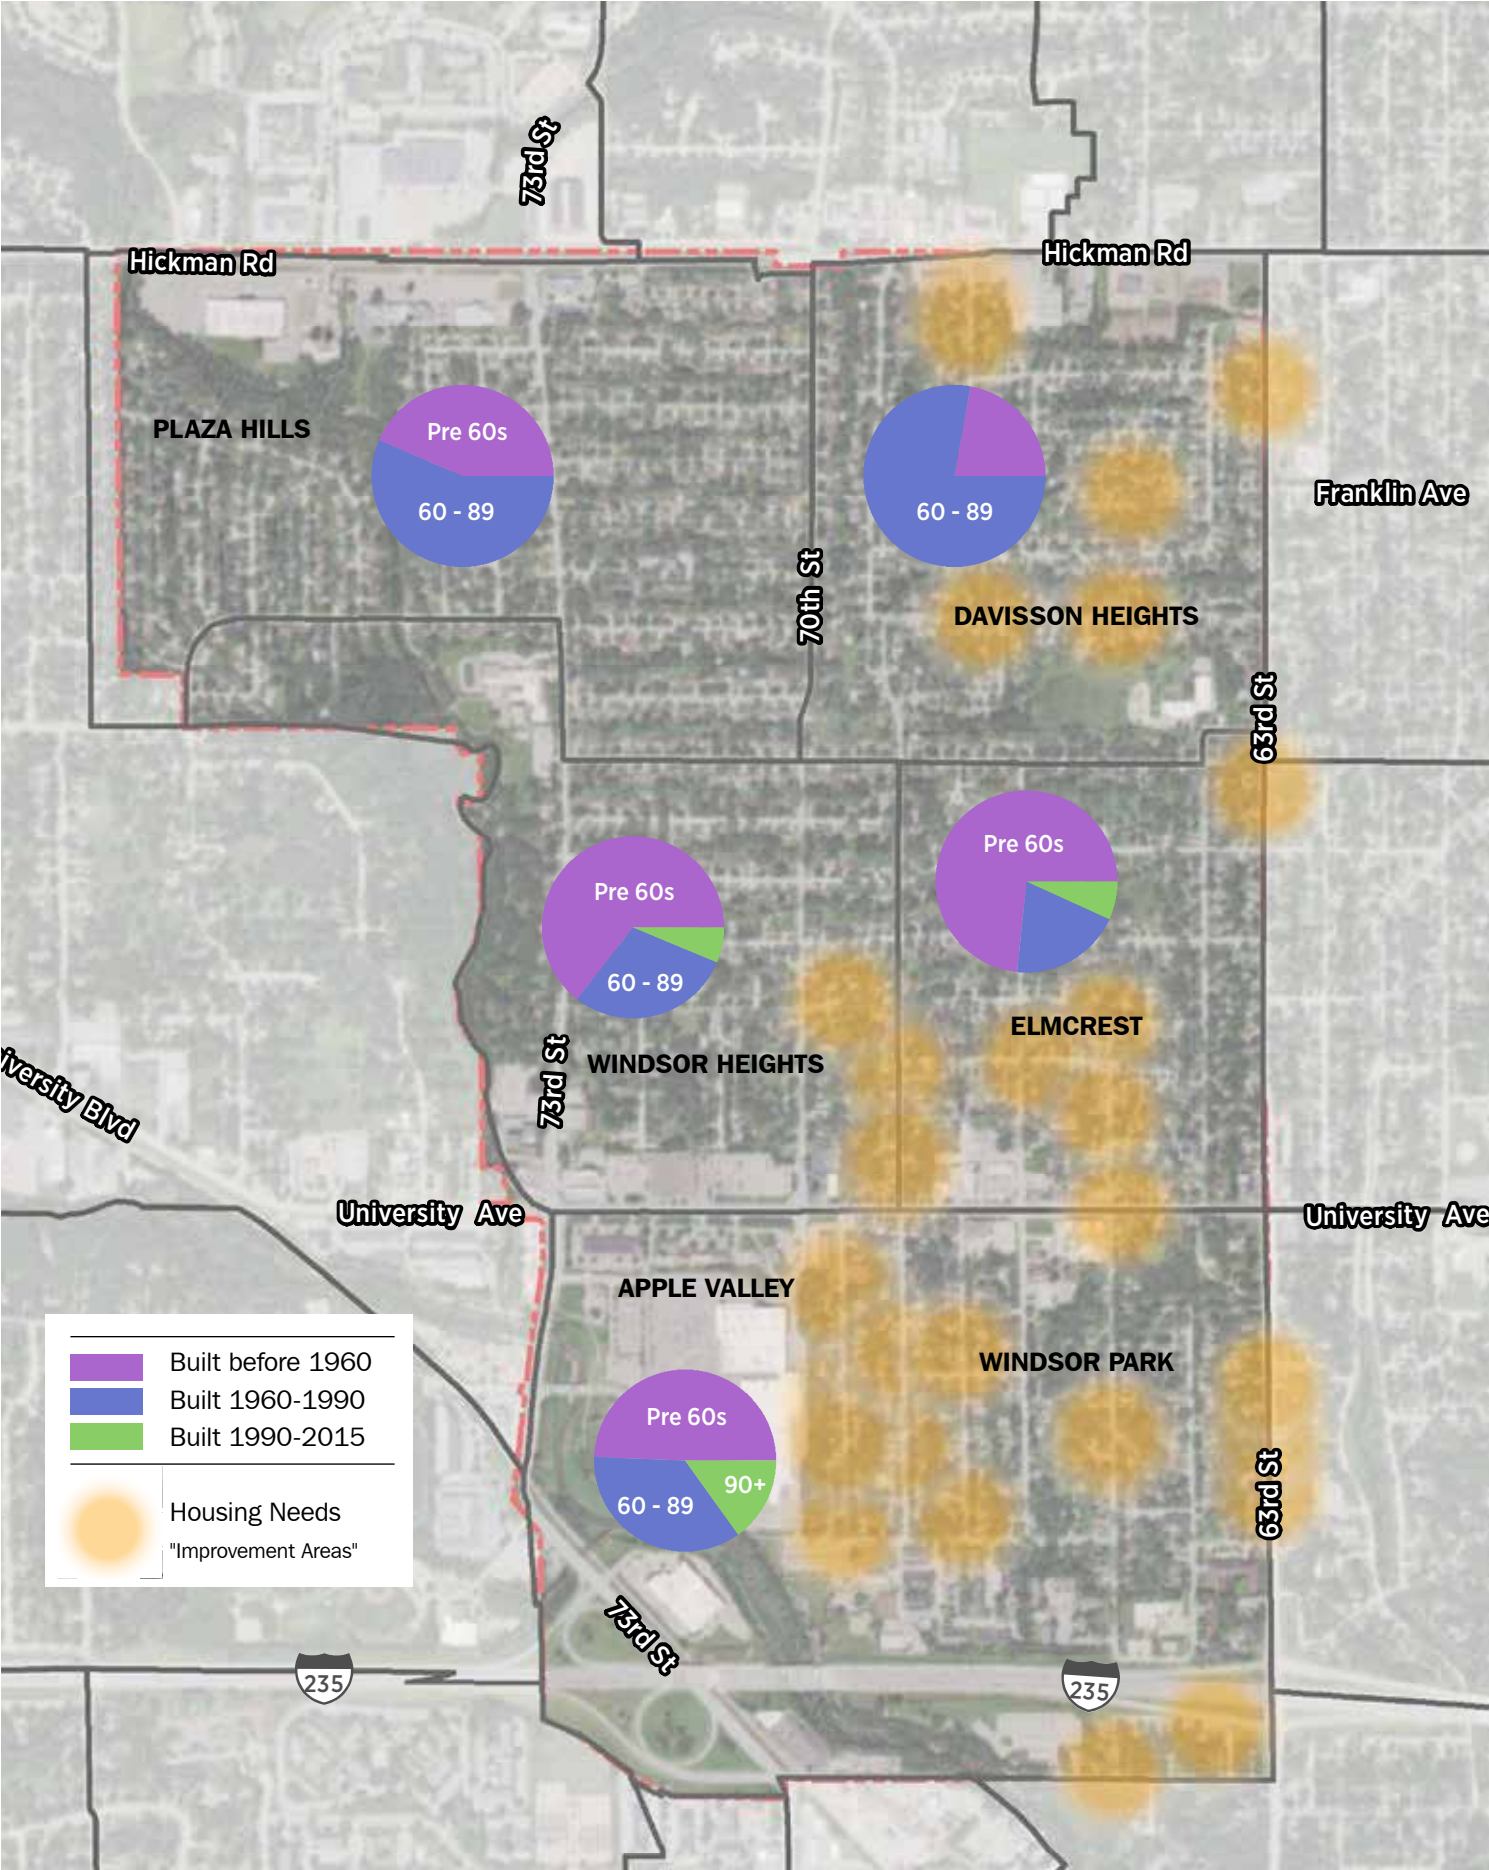 73rd St
Hickman Rd
Hickman Rd
PLAZA HILLS
Pre 60s
60 - 89
60 - 89
Franklin Ave
70th St
DAVISSON HEIGHTS
63rd St
Pre 60s
60 - 89
Pre 60s
ELMCREST
73rd St
WINDSOR HEIGHTS
iversity Blvd
University Ave
University Ave
APPLE VALLEY
WINDSOR PARK
Pre 60s
90+
60 - 89
63rd St
Built before 1960
Built 1960-1990
Built 1990-2015
Housing Needs
"Improvement Areas"
73rd St
235
235